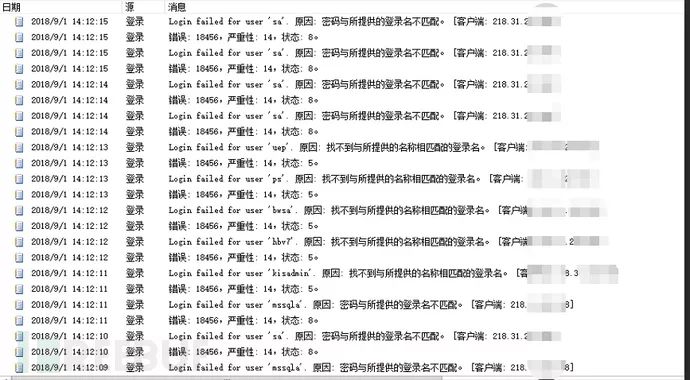 日期 源 消息
2018/9/1 14:12:15 登录 Login failed for user 'sa'. 原因: 密码与所提供的登录名不匹配。 [客户端: 218.31.2
2018/9/1 14:12:15 登录 错误: 18456，严重性: 14，状态: 8。
2018/9/1 14:12:15 登录 Login failed for user 'sa'. 原因: 密码与所提供的登录名不匹配。 [客户端: 218.31.2
2018/9/1 14:12:15 登录 错误: 18456，严重性: 14，状态: 8。
2018/9/1 14:12:14 登录 Login failed for user 'sa'. 原因: 密码与所提供的登录名不匹配。 [客户端: 218.31.2
2018/9/1 14:12:14 登录 错误: 18456，严重性: 14，状态: 8。
2018/9/1 14:12:14 登录 Login failed for user 'sa'. 原因: 密码与所提供的登录名不匹配。 [客户端: 218.31.2
2018/9/1 14:12:14 登录 错误: 18456，严重性: 14，状态: 8。
2018/9/1 14:12:13 登录 Login failed for user 'uep'. 原因: 找不到与所提供的名称相匹配的登录名。 [客户端:
2018/9/1 14:12:13 登录 错误: 18456，严重性: 14，状态: 5。
2018/9/1 14:12:13 登录 Login failed for user 'ps'. 原因: 找不到与所提供的名称相匹配的登录名。 [客户端:
2018/9/1 14:12:13 登录 错误: 18456，严重性: 14，状态: 5。
2018/9/1 14:12:12 登录 Login failed for user 'bwsa'. 原因: 找不到与所提供的名称相匹配的登录名。 [客户端:
2018/9/1 14:12:12 登录 错误: 18456，严重性: 14，状态: 5。
2018/9/1 14:12:12 登录 Login failed for user 'hbv7'. 原因: 找不到与所提供的名称相匹配的登录名。 [客户端:
2018/9/1 14:12:12 登录 错误: 18456，严重性: 14，状态: 5。
2018/9/1 14:12:11 登录 Login failed for user 'kisadmin'. 原因: 找不到与所提供的名称相匹配的登录名。 [客户端:
2018/9/1 14:12:11 登录 错误: 18456，严重性: 14，状态: 5。
2018/9/1 14:12:11 登录 Login failed for user 'mssqla'. 原因: 密码与所提供的登录名不匹配。 [客户端: 218. 8]
2018/9/1 14:12:11 登录 错误: 18456，严重性: 14，状态: 8。
2018/9/1 14:12:10 登录 Login failed for user 'sa'. 原因: 密码与所提供的登录名不匹配。 [客户端: 218.31.2
2018/9/1 14:12:10 登录 错误: 18456，严重性: 14，状态: 8。
2018/9/1 14:12:09 登录 Login failed for user 'mssqla'. 原因: 密码与所提供的登录名不匹配。 [客户端: 218. 8]